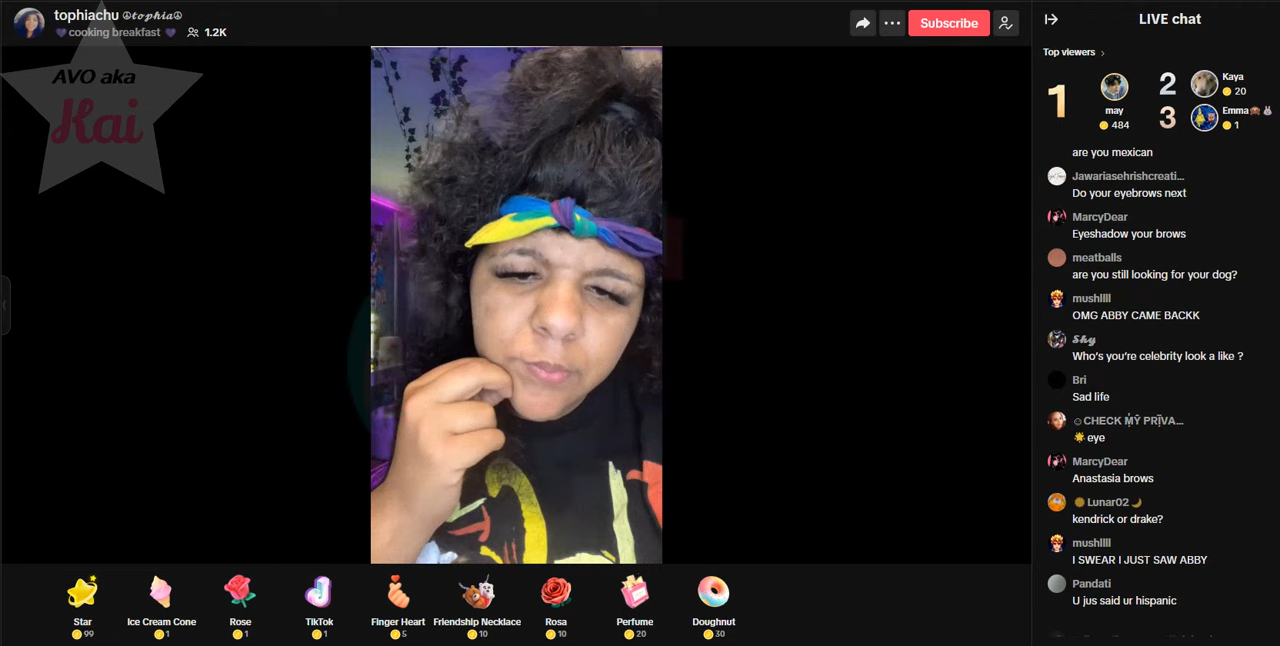 tophiachu ☮𝓽𝓸𝓹𝓱𝓲𝓪☮
💜cooking breakfast 💜 1.2K
AVO aka
Kai
Subscribe
LIVE chat
Top viewers ›
1
may
484
2
Kaya
20
3
Emma🙈🐰
1
are you mexican
Jawariasehrishcreati...
Do your eyebrows next
MarcyDear
Eyeshadow your brows
meatballs
are you still looking for your dog?
mushllll
OMG ABBY CAME BACKK
𝓢𝓱𝔂
Who's you're celebrity look a like ?
Bri
Sad life
☺CHECK MY PRIVA...
🌟 eye
MarcyDear
Anastasia brows
🌞Lunar02🌙
kendrick or drake?
mushllll
I SWEAR I JUST SAW ABBY
Pandati
U jus said ur hispanic
Star
99
Ice Cream Cone
1
Rose
1
TikTok
1
Finger Heart
5
Friendship Necklace
10
Rosa
10
Perfume
20
Doughnut
30